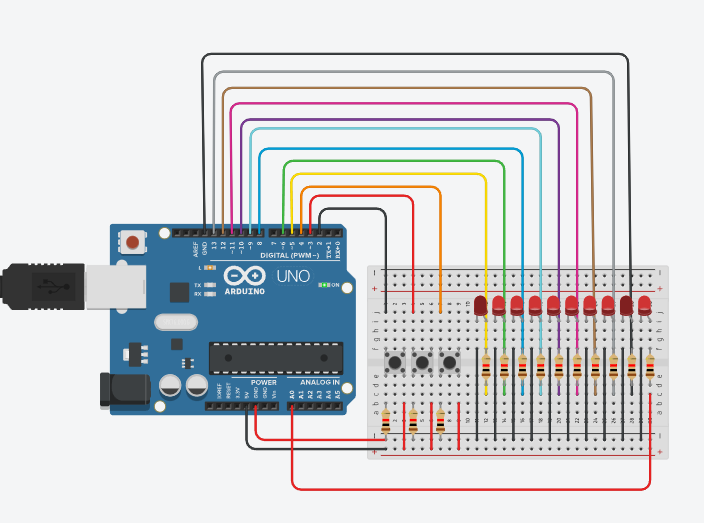 AREF
GND
13
12
~11
~10
~9
8
7
~6
~5
4
~3
2
TX→1
RX←0
DIGITAL (PWM~)
L
TX
RX
UNO
ON
ARDUINO
POWER
ANALOG IN
IOREF
RESET
3.3V
5V
GND
GND
Vin
A0
A1
A2
A3
A4
A5
j
i
h
g
f
e
d
c
b
a